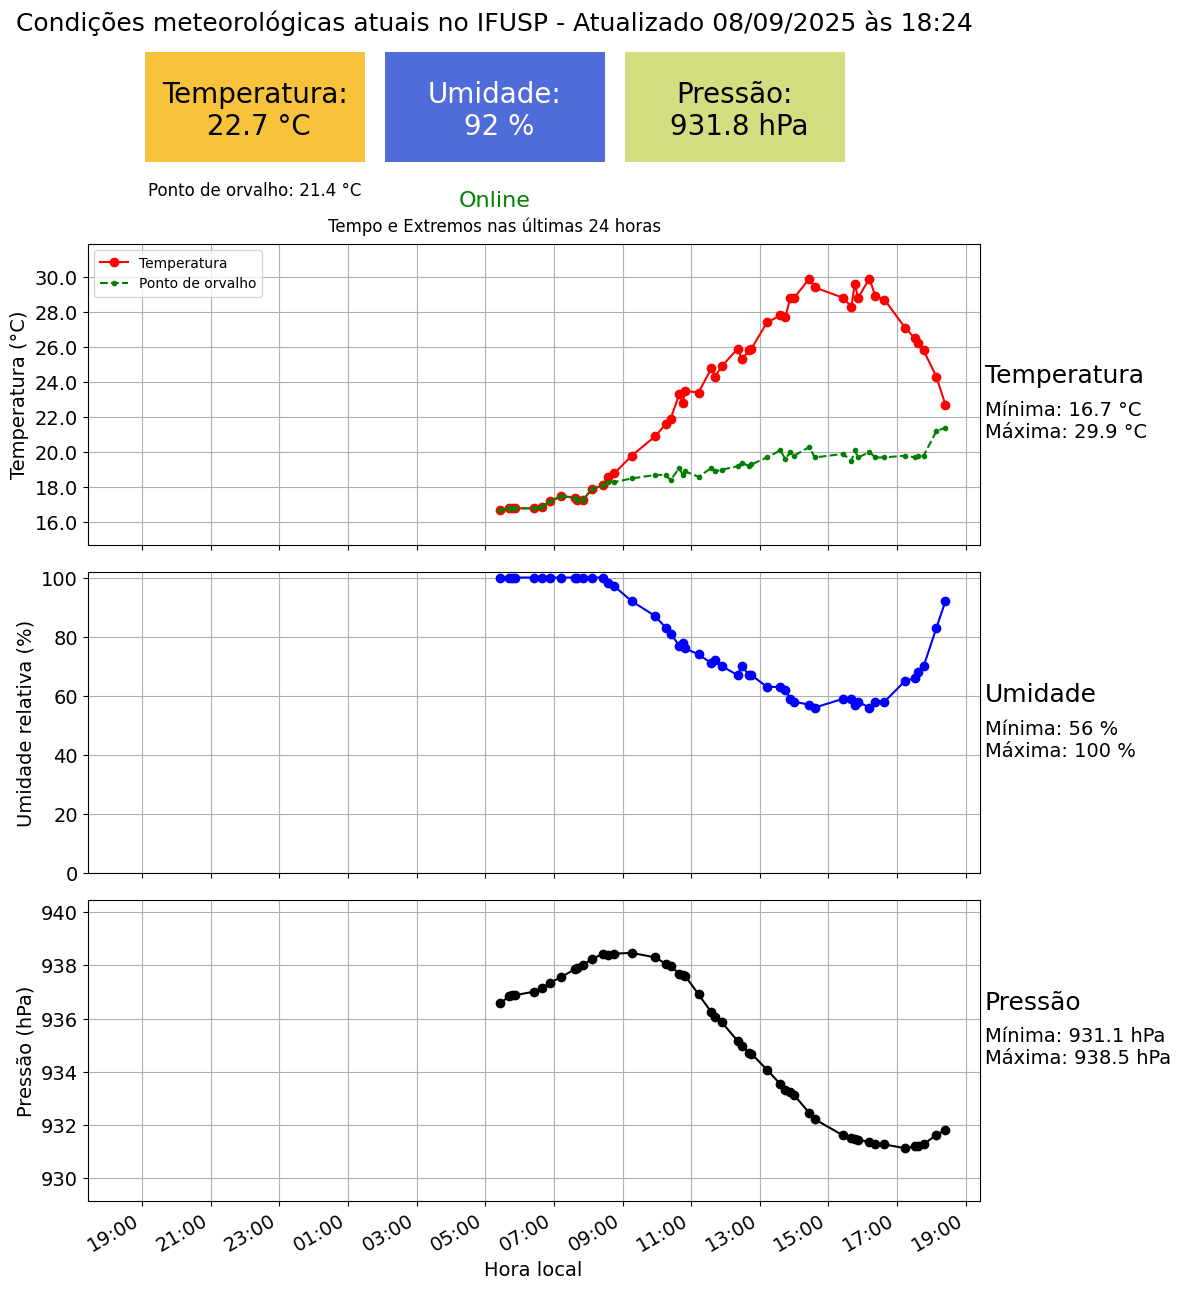 Condições meteorológicas atuais no IFUSP - Atualizado 08/09/2025 às 18:24
Temperatura:
22.7 °C
Umidade:
92 %
Pressão:
931.8 hPa
Ponto de orvalho: 21.4 °C
Online
Tempo e Extremos nas últimas 24 horas
Temperatura
Ponto de orvalho
Temperatura (°C)
30.0
28.0
26.0
24.0
22.0
20.0
18.0
16.0
Temperatura
Mínima: 16.7 °C
Máxima: 29.9 °C
Umidade relativa (%)
100
80
60
40
20
0
Umidade
Mínima: 56 %
Máxima: 100 %
Pressão (hPa)
940
938
936
934
932
930
Pressão
Mínima: 931.1 hPa
Máxima: 938.5 hPa
19:00
21:00
23:00
01:00
03:00
05:00
07:00
09:00
11:00
13:00
15:00
17:00
19:00
Hora local